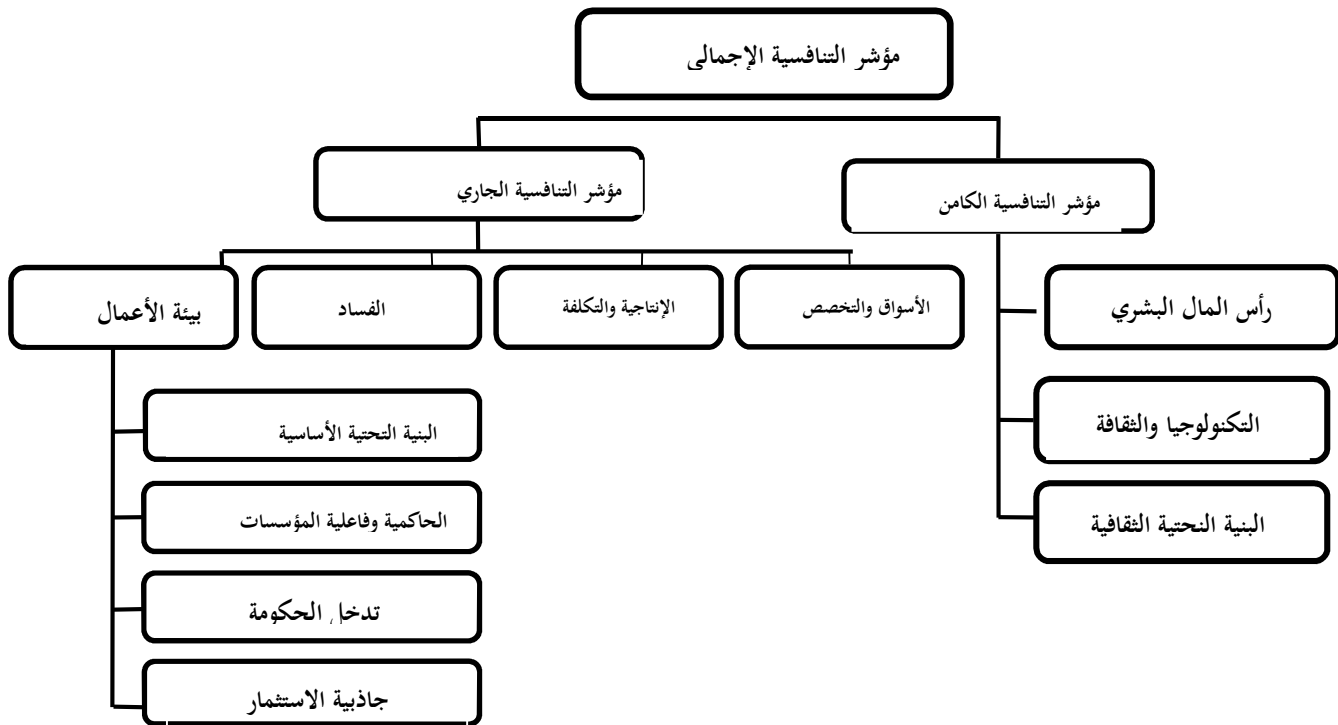 مؤشر التنافسية الإجمالي
مؤشر التنافسية الكامن
مؤشر التنافسية الجاري
الأسواق والتخصص
الإنتاجية والتكلفة
الفساد
بيئة الأعمال
رأس المال البشري
التكنولوجيا والثقافة
البنية النحتية الثقافية
البنية التحتية الأساسية
الحاكمية وفاعلية المؤسسات
تدخل الحكومة
جاذبية الاستثمار